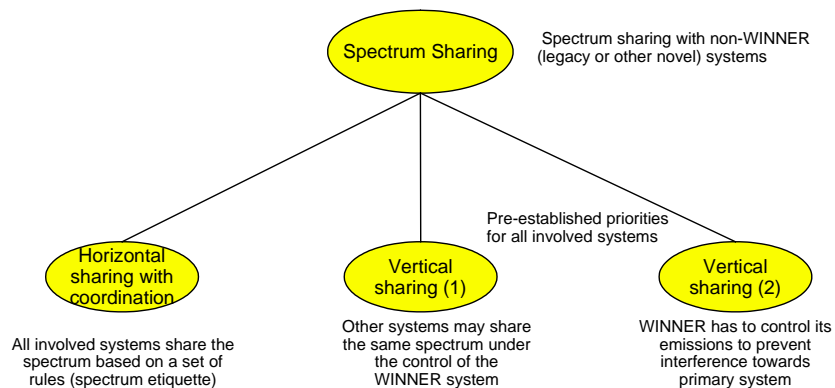 Spectrum Sharing
Spectrum sharing with non-WINNER
(legacy or other novel) systems
Pre-established priorities
for all involved systems
Horizontal
sharing with
coordination
Vertical
sharing (1)
Vertical
sharing (2)
All involved systems share the
spectrum based on a set of
rules (spectrum etiquette)
Other systems may share
the same spectrum under
the control of the
WINNER system
WINNER has to control its
emissions to prevent
interference towards
primary system